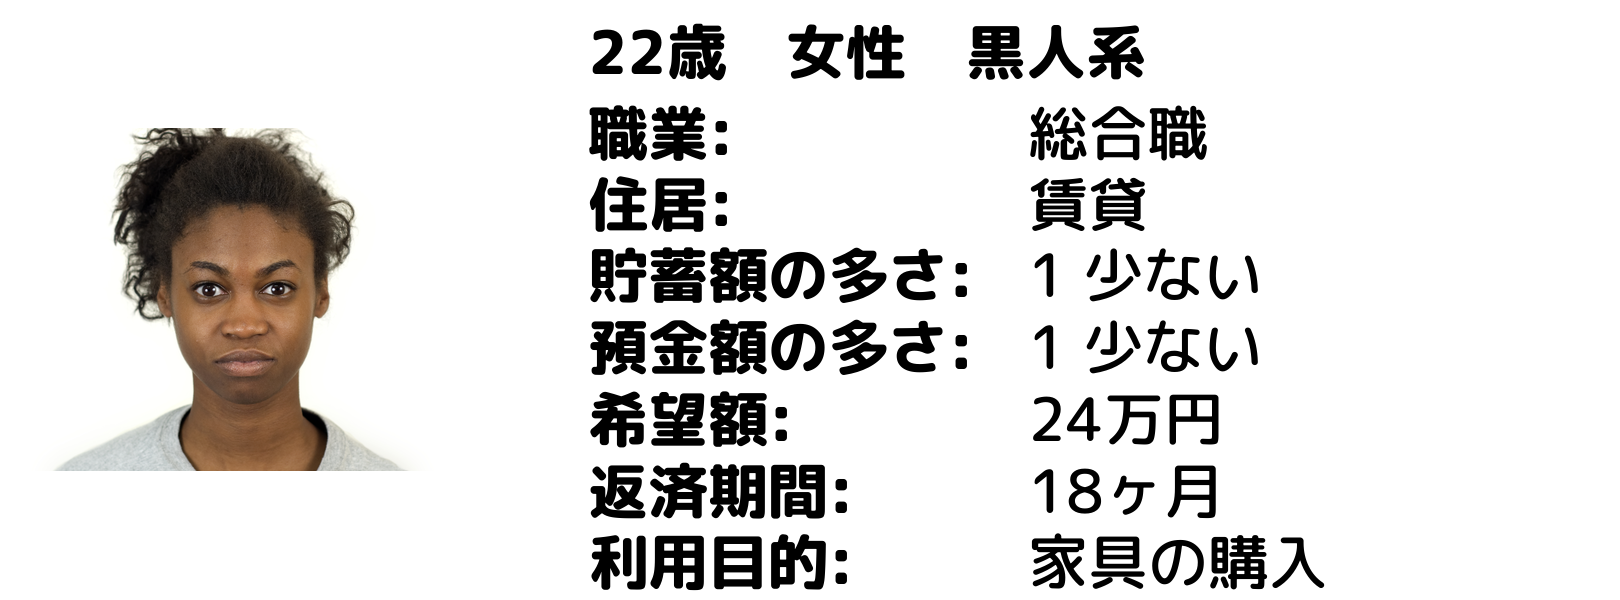 22歳　女性　黒人系
職業: 総合職
住居: 賃貸
貯蓄額の多さ: 1 少ない
預金額の多さ: 1 少ない
希望額: 24万円
返済期間: 18ヶ月
利用目的: 家具の購入